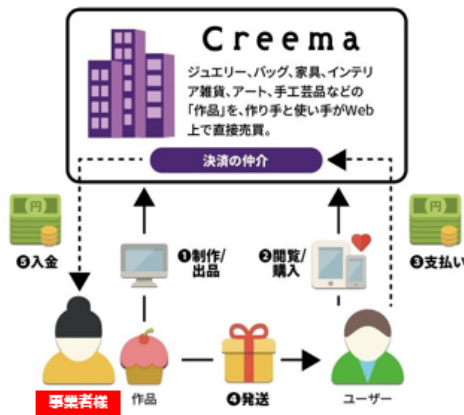 Creema
ジュエリー、バッグ、家具、インテリ
ア雑貨、アート、手工芸品などの
「作品」を、作り手と使い手がWeb
上で直接売買。
決済の仲介
円
円
❺入金
❶制作/
出品
❷閲覧/
購入
❸支払い
事業者様
作品
❹発送
ユーザー